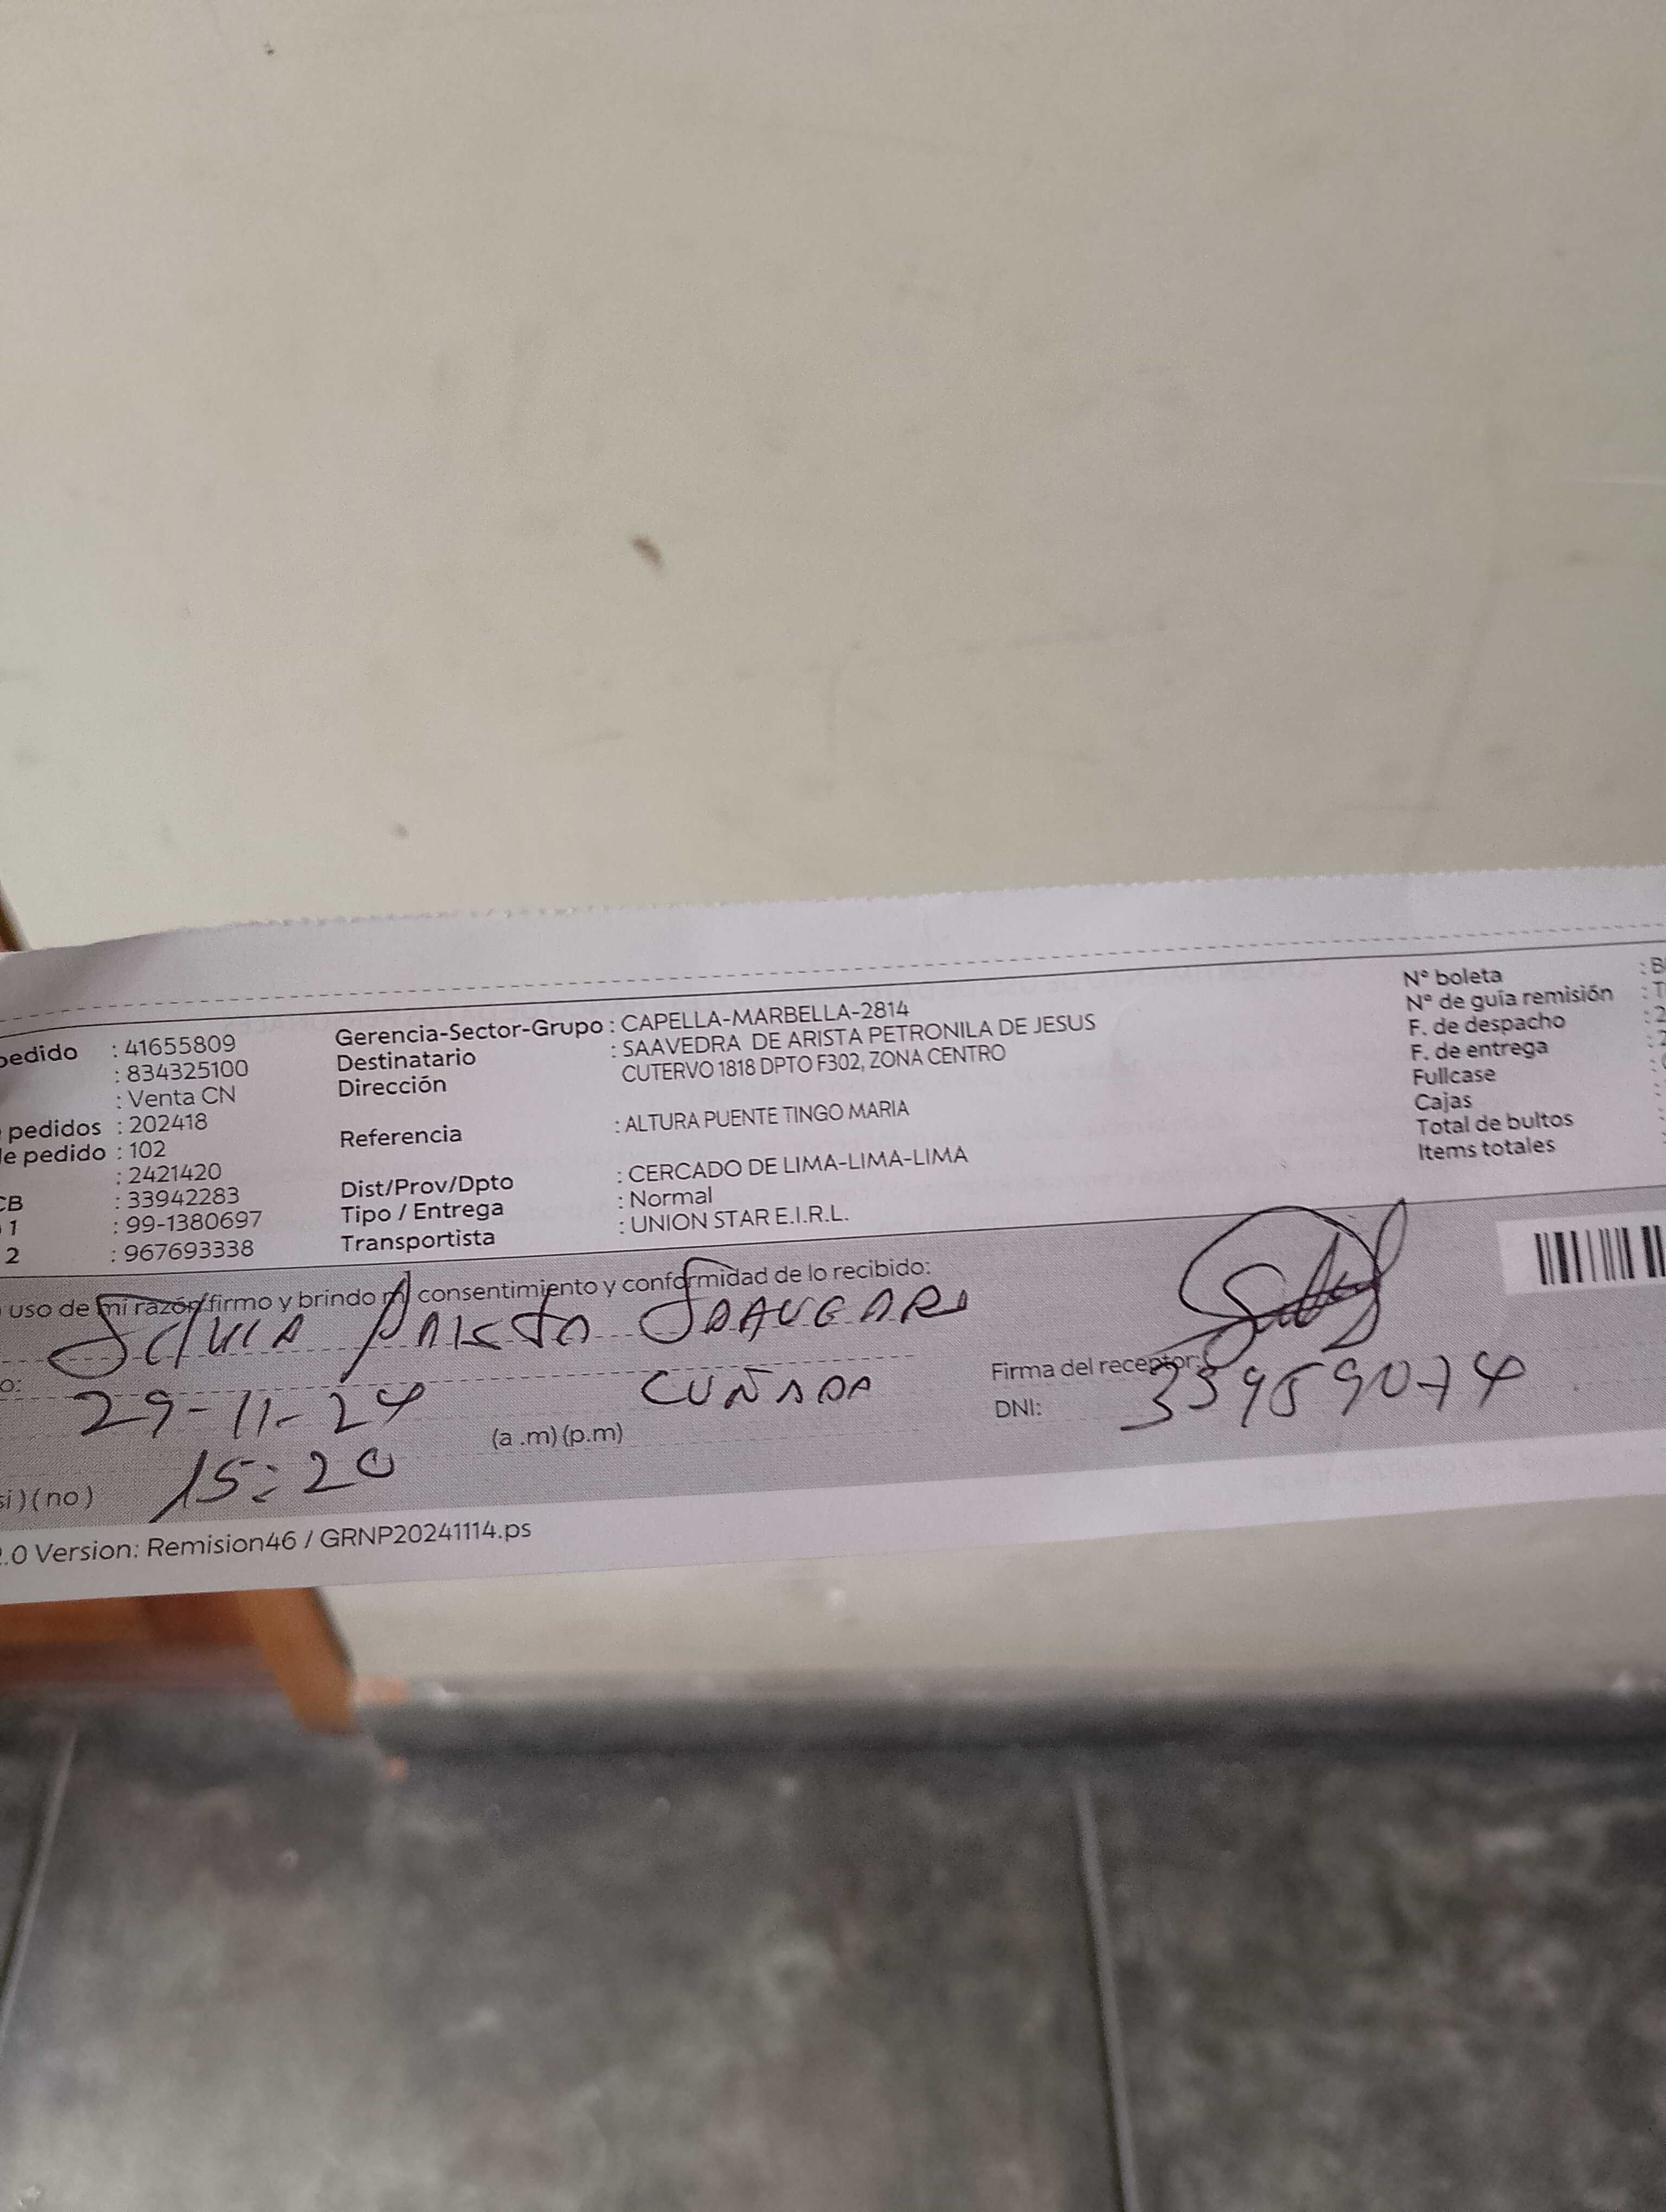 pedido : 41655809
: 834325100
: Venta CN
pedidos : 202418
de pedido : 102
: 2421420
CB : 33942283
1 : 99-1380697
2 : 967693338
Gerencia-Sector-Grupo : CAPELLA-MARBELLA-2814
Destinatario : SAAVEDRA DE ARISTA PETRONILA DE JESUS
Dirección CUTERVO 1818 DPTO F302, ZONA CENTRO
Referencia : ALTURA PUENTE TINGO MARIA
Dist/Prov/Dpto : CERCADO DE LIMA-LIMA-LIMA
Tipo / Entrega : Normal
Transportista : UNION STAR E.I.R.L.
N° boleta : B
N° de guía remisión : T
F. de despacho : 2
F. de entrega : 2
Fullcase
Cajas
Total de bultos
Items totales
uso de mi razón firmo y brindo mi consentimiento y conformidad de lo recibido:
o:
29-11-24
CUÑADA
Firma del receptor:
DNI:
15:20 (a .m) (p.m)
si ) ( no )
2.0 Version: Remision46 / GRNP20241114.ps